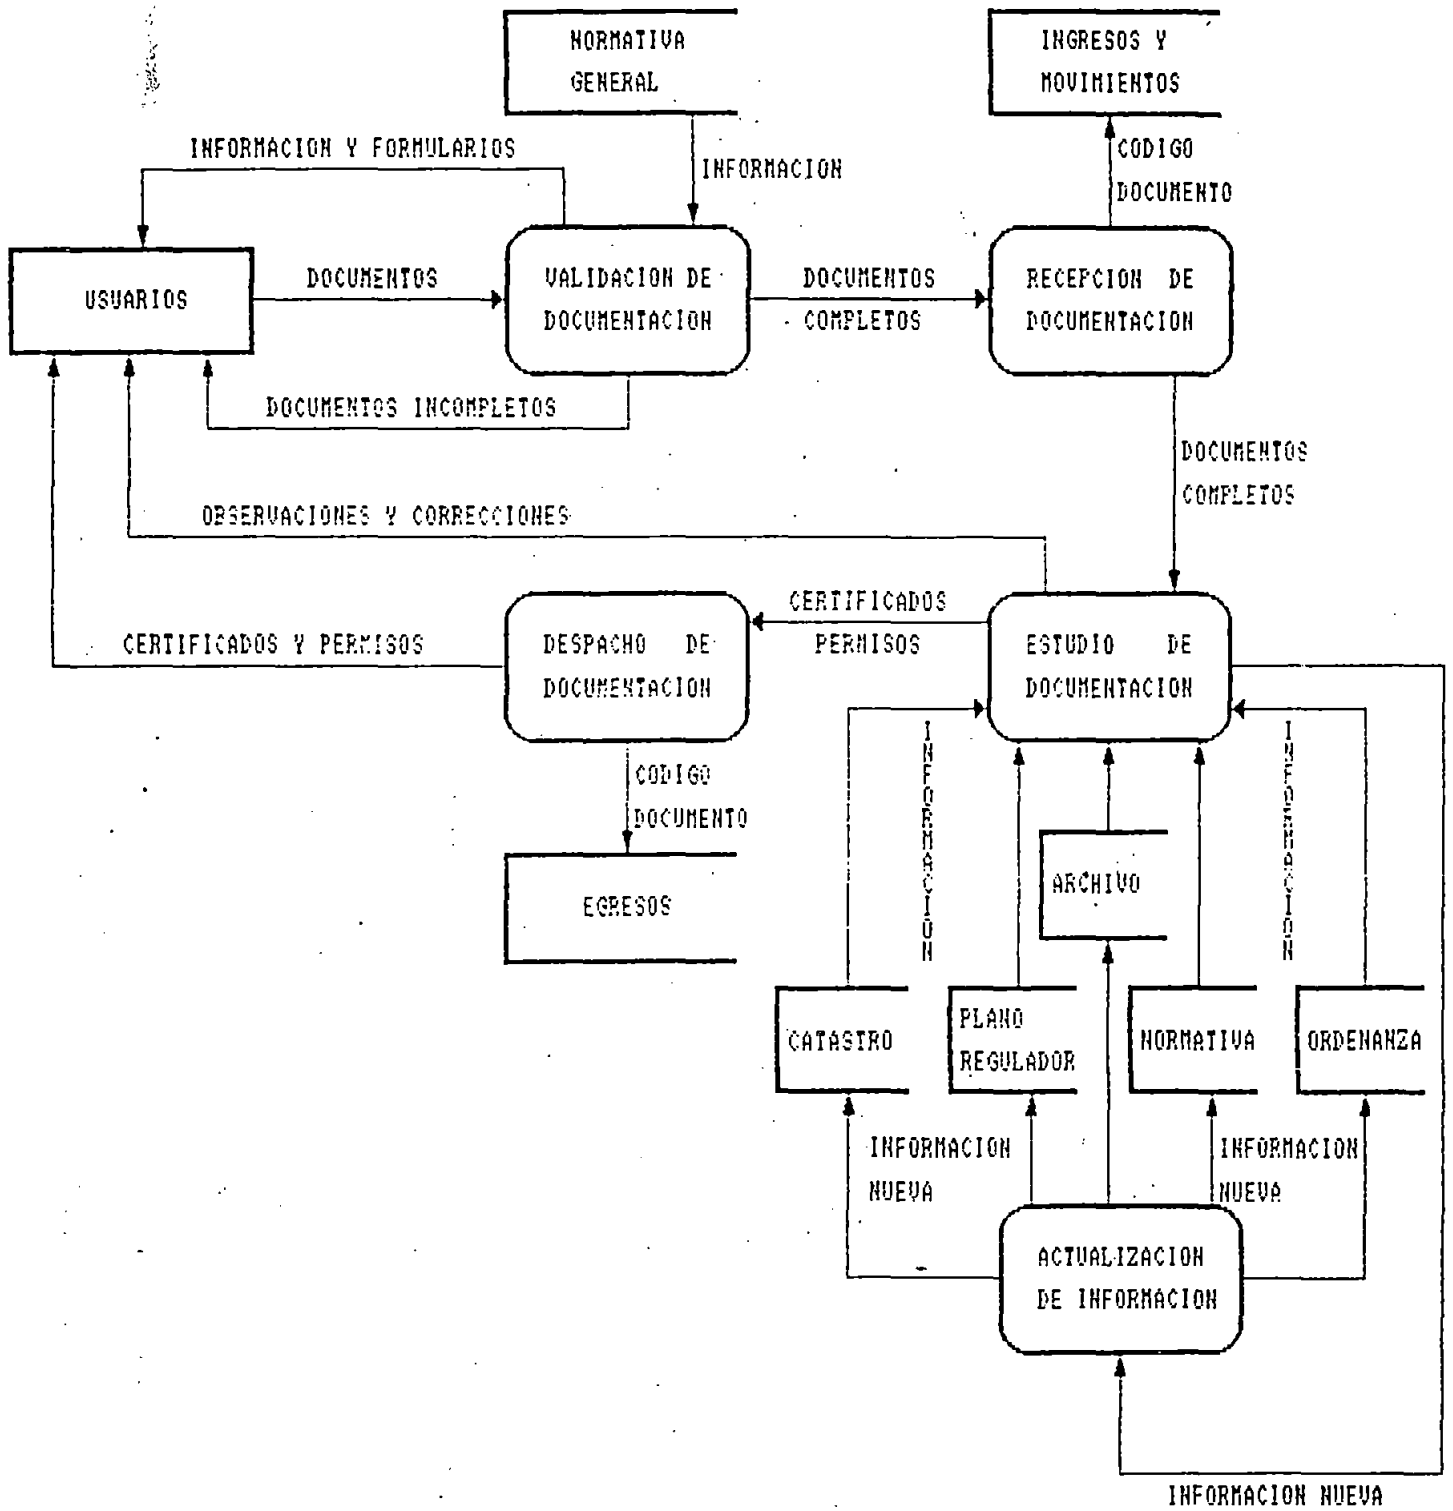 NORMATIVA
GENERAL
INGRESOS Y
MOVIMIENTOS
INFORMACION Y FORMULARIOS
INFORMACION
CODIGO
DOCUMENTO
USUARIOS
DOCUMENTOS
VALIDACION DE
DOCUMENTACION
DOCUMENTOS
COMPLETOS
RECEPCION DE
DOCUMENTACION
DOCUMENTOS INCOMPLETOS
DOCUMENTOS
COMPLETOS
OBSERVACIONES Y CORRECCIONES
CERTIFICADOS
PERMISOS
CERTIFICADOS Y PERMISOS
DESPACHO DE
DOCUMENTACION
ESTUDIO DE
DOCUMENTACION
CODIGO
DOCUMENTO
EGRESOS
INFORMACION
INFORMACION
ARCHIVO
CATASTRO
PLANO
REGULADOR
NORMATIVA
ORDENANZA
INFORMACION
NUEVA
INFORMACION
NUEVA
ACTUALIZACION
DE INFORMACION
INFORMACION NUEVA